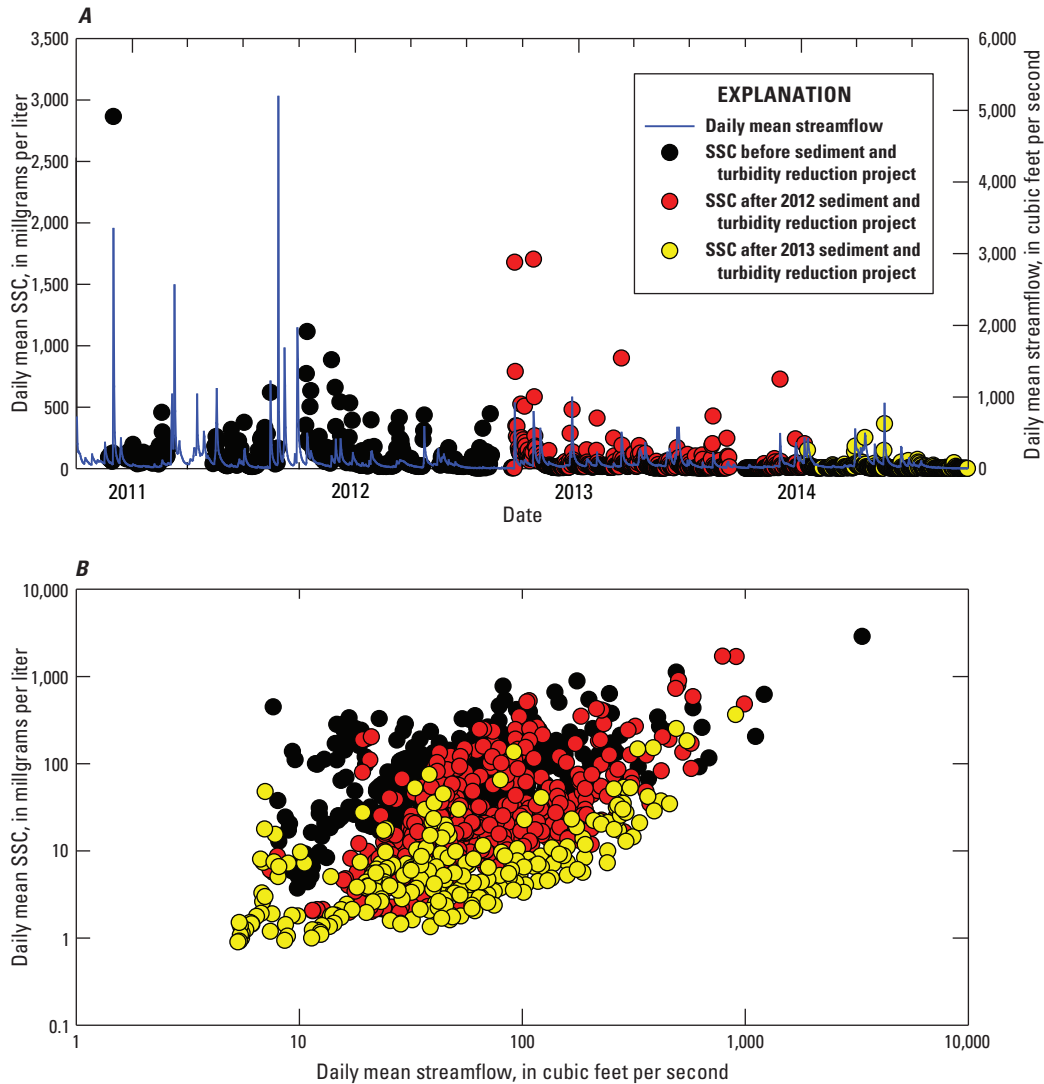 A
3,500
3,000
2,500
2,000
1,500
1,000
500
0
Daily mean SSC, in millgrams per liter
6,000
5,000
4,000
3,000
2,000
1,000
0
Daily mean streamflow, in cubic feet per second
EXPLANATION
Daily mean streamflow
SSC before sediment and
turbidity reduction project
SSC after 2012 sediment and
turbidity reduction project
SSC after 2013 sediment and
turbidity reduction project
2011
2012
2013
2014
Date
B
10,000
1,000
100
10
1
0.1
Daily mean SSC, in millgrams per liter
1
10
100
1,000
10,000
Daily mean streamflow, in cubic feet per second